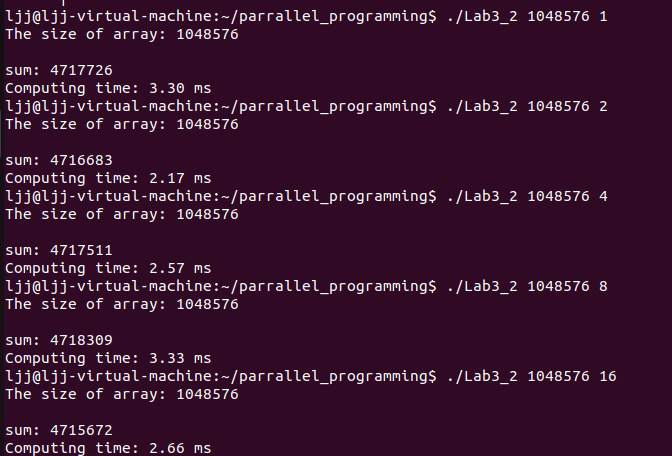 ljj@ljj-virtual-machine:~/parrallel_programming$ ./Lab3_2 1048576 1
The size of array: 1048576
sum: 4717726
Computing time: 3.30 ms
ljj@ljj-virtual-machine:~/parrallel_programming$ ./Lab3_2 1048576 2
The size of array: 1048576
sum: 4716683
Computing time: 2.17 ms
ljj@ljj-virtual-machine:~/parrallel_programming$ ./Lab3_2 1048576 4
The size of array: 1048576
sum: 4717511
Computing time: 2.57 ms
ljj@ljj-virtual-machine:~/parrallel_programming$ ./Lab3_2 1048576 8
The size of array: 1048576
sum: 4718309
Computing time: 3.33 ms
ljj@ljj-virtual-machine:~/parrallel_programming$ ./Lab3_2 1048576 16
The size of array: 1048576
sum: 4715672
Computing time: 2.66 ms